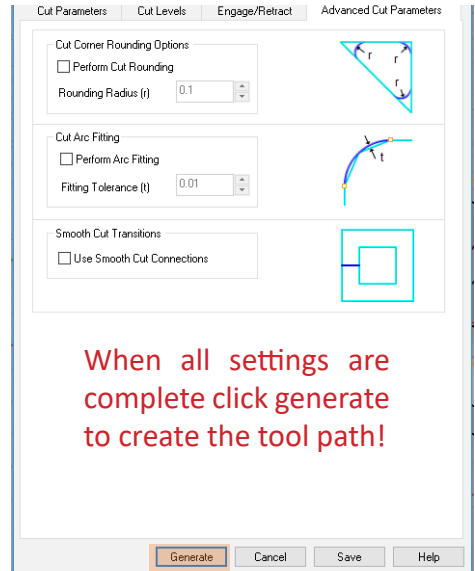 Cut Parameters Cut Levels Engage/Retract Advanced Cut Parameters
Cut Corner Rounding Options
Perform Cut Rounding
Rounding Radius (r) 0.1
r r
r
Cut Arc Fitting
Perform Arc Fitting
Fitting Tolerance (t) 0.01
t
Smooth Cut Transitions
Use Smooth Cut Connections
When all settings are
complete click generate
to create the tool path!
Generate Cancel Save Help